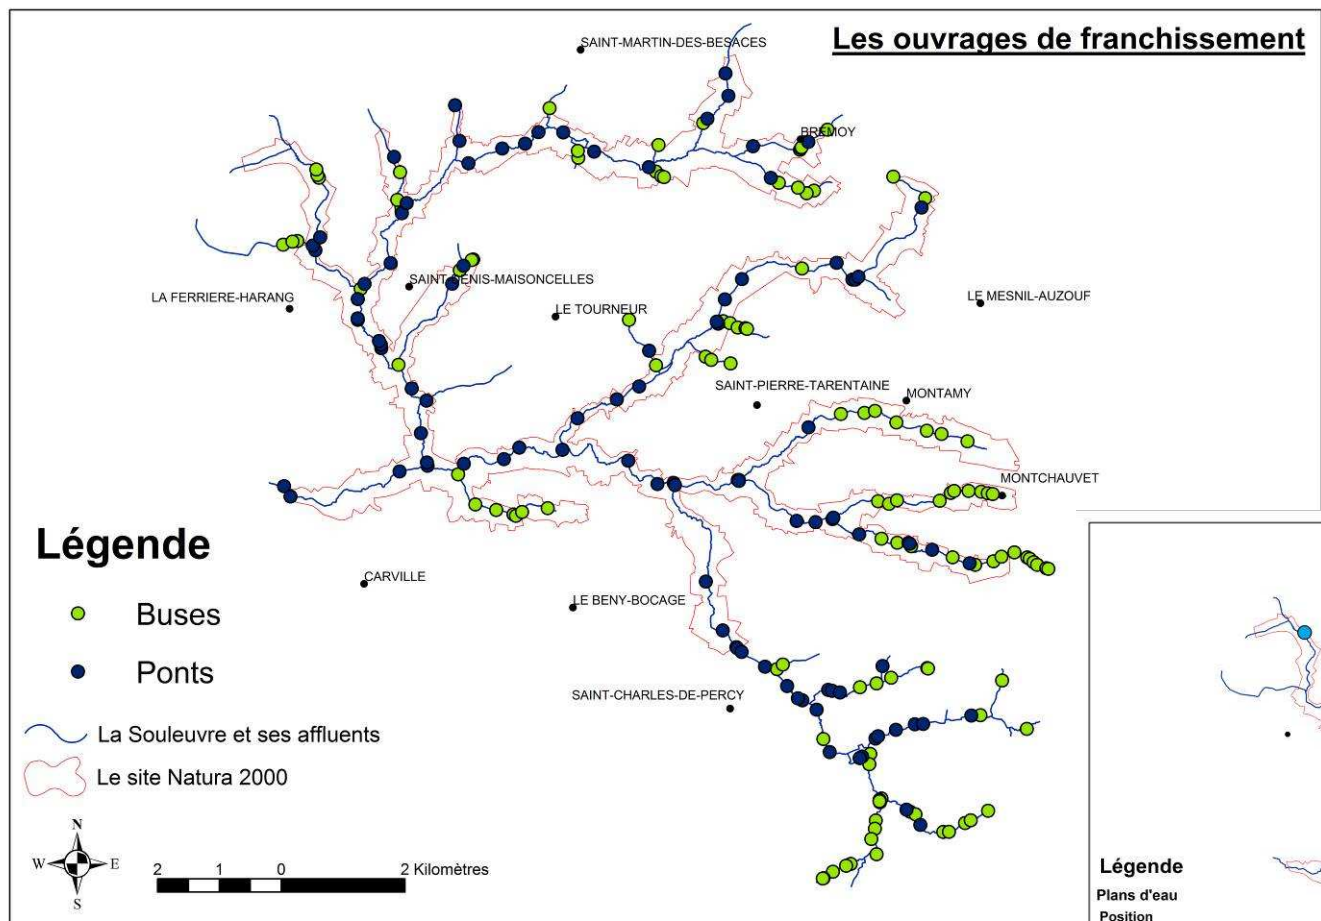 Les ouvrages de franchissement
SAINT-MARTIN-DES-BESACES
BREMOY
SAINT-DENIS-MAISONCELLES
LA FERRIERE-HARANG
LE TOURNEUR
LE MESNIL-AUZOUF
SAINT-PIERRE-TARENTAINE
MONTAMY
MONTCHAUVET
Légende
CARVILLE
LE BENY-BOCAGE
Buses
Ponts
SAINT-CHARLES-DE-PERCY
La Souleuvre et ses affluents
Le site Natura 2000
N
W E
S
2 1 0 2 Kilomètres
Légende
Plans d'eau
Position